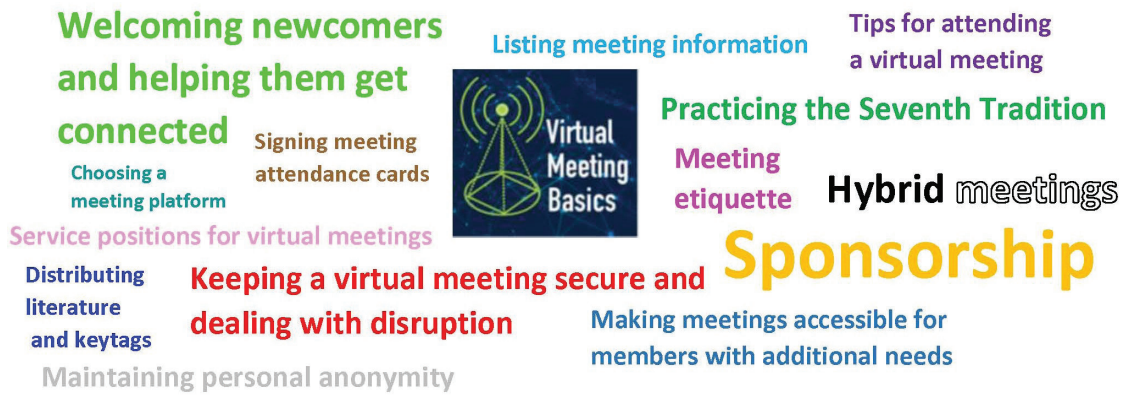 Welcoming newcomers
and helping them get
connected
Listing meeting information
Tips for attending
a virtual meeting
Practicing the Seventh Tradition
Signing meeting
attendance cards
Virtual
Meeting
Basics
Meeting
etiquette
Choosing a
meeting platform
Hybrid meetings
Service positions for virtual meetings
Sponsorship
Distributing
literature
and keytags
Keeping a virtual meeting secure and
dealing with disruption
Making meetings accessible for
members with additional needs
Maintaining personal anonymity